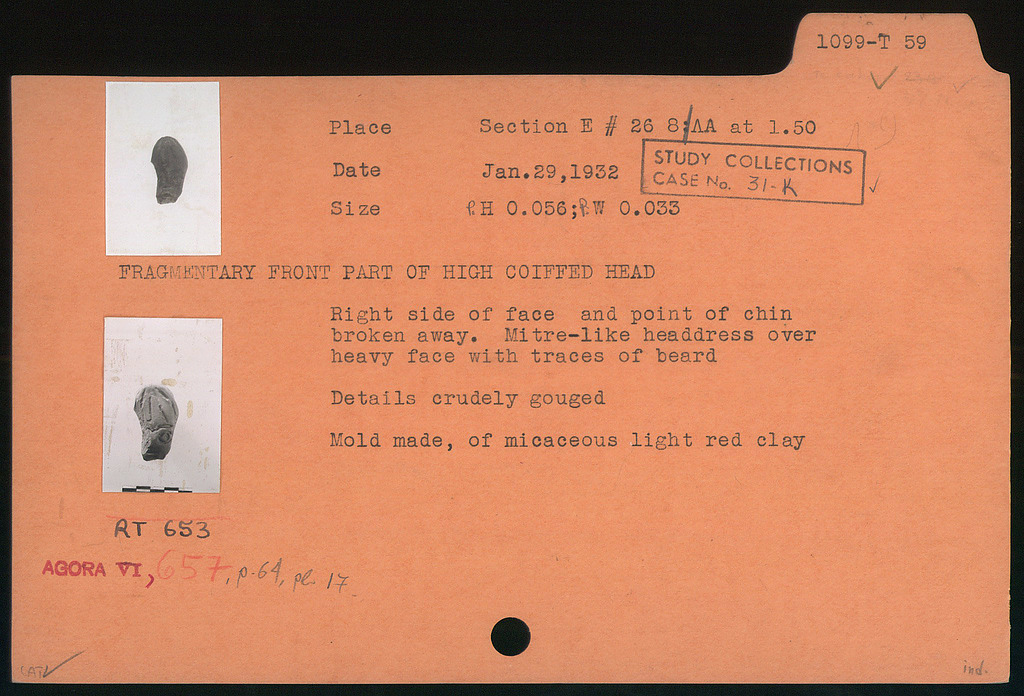 1099-T 59
Place Section E # 26 8/ΛA at 1.50
STUDY COLLECTIONS
CASE No. 31-K
Date Jan.29,1932
Size P.H 0.056; P.W 0.033
FRAGMENTARY FRONT PART OF HIGH COIFFED HEAD
Right side of face and point of chin
broken away. Mitre-like headdress over
heavy face with traces of beard
Details crudely gouged
Mold made, of micaceous light red clay
RT 653
AGORA VI, 657, p. 64, pl. 17
ind.